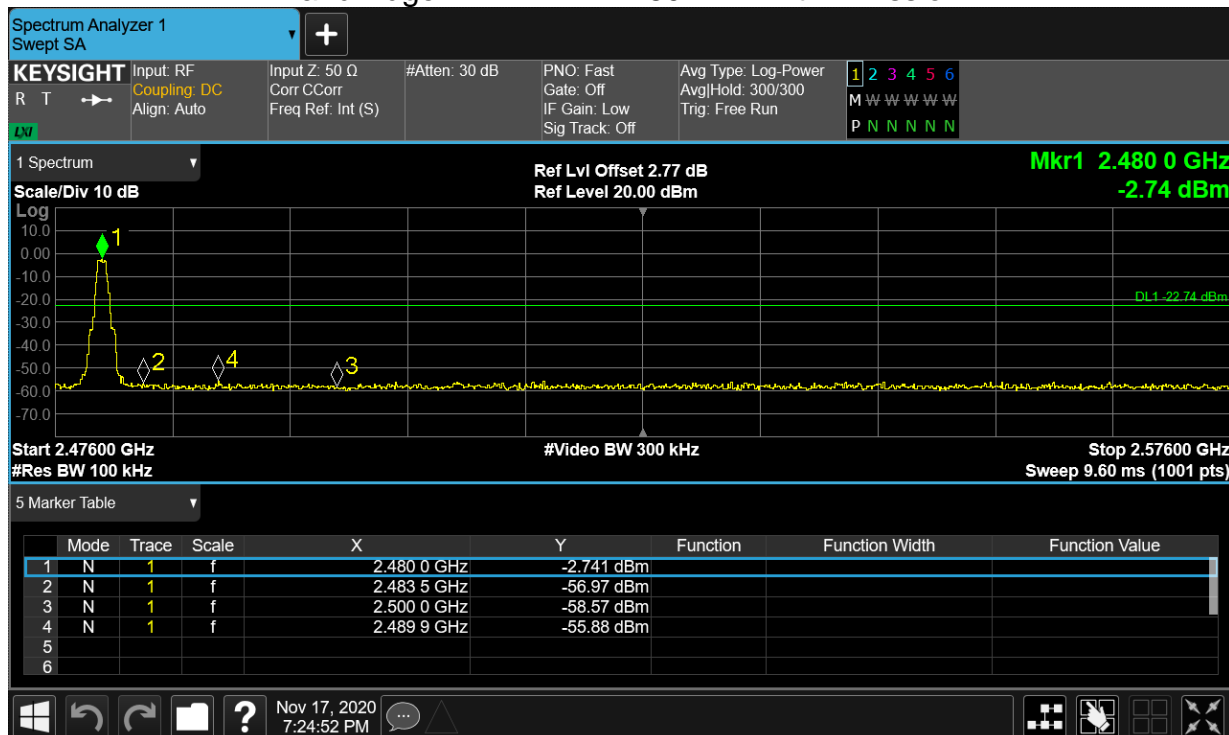 Spectrum Analyzer 1
Swept SA
KEYSIGHT
R T
LXI
Input: RF
Coupling: DC
Align: Auto
Input Z: 50 Ω
Corr CCorr
Freq Ref: Int (S)
#Atten: 30 dB
PNO: Fast
Gate: Off
IF Gain: Low
Sig Track: Off
Avg Type: Log-Power
Avg|Hold: 300/300
Trig: Free Run
1 2 3 4 5 6
M W W W W W
P N N N N N
1 Spectrum
Scale/Div 10 dB
Ref Lvl Offset 2.77 dB
Ref Level 20.00 dBm
Mkr1 2.480 0 GHz
-2.74 dBm
Log
10.0
0.00
-10.0
-20.0
-30.0
-40.0
-50.0
-60.0
-70.0
1
2
4
3
DL1 -22.74 dBm
Start 2.47600 GHz
#Res BW 100 kHz
#Video BW 300 kHz
Stop 2.57600 GHz
Sweep 9.60 ms (1001 pts)
5 Marker Table
Mode Trace Scale X Y Function Function Width Function Value
1 N 1 f 2.480 0 GHz -2.741 dBm
2 N 1 f 2.483 5 GHz -56.97 dBm
3 N 1 f 2.500 0 GHz -58.57 dBm
4 N 1 f 2.489 9 GHz -55.88 dBm
5
6
?
Nov 17, 2020
7:24:52 PM